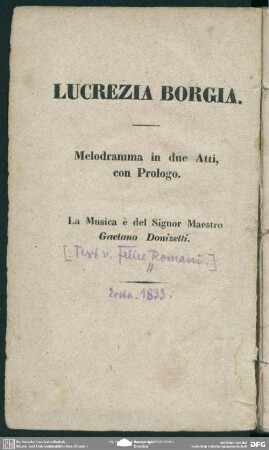 LUCREZIA BORGIA.
Melodramma in due Atti,
con Prologo.
La Musica è del Signor Maestro
Gaetano Donizetti.
[Text v. Felice Romani.]
1833.
DFG